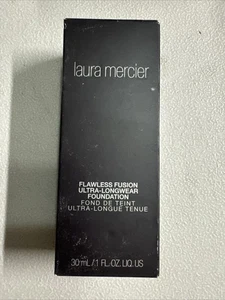 laura mercier
FLAWLESS FUSION
ULTRA-LONGWEAR
FOUNDATION
FOND DE TEINT
ULTRA-LONGUE TENUE
30 mL / 1 FL. OZ. LIQ. US